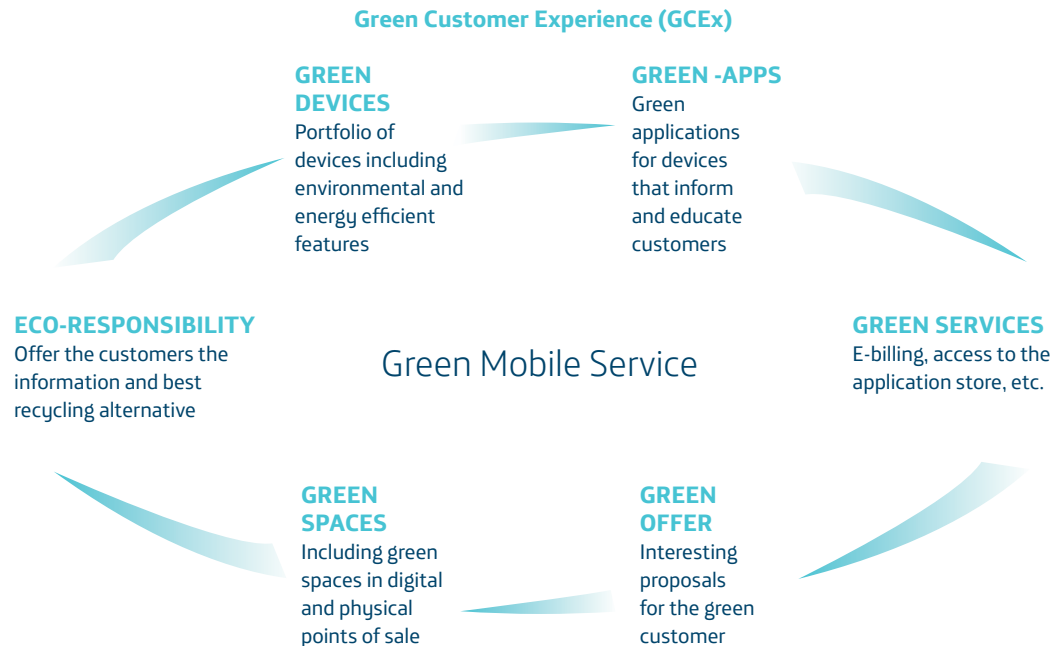 Green Customer Experience (GCEx)
GREEN
DEVICES
Portfolio of
devices including
environmental and
energy efficient
features
GREEN -APPS
Green
applications
for devices
that inform
and educate
customers
ECO-RESPONSIBILITY
Offer the customers the
information and best
recycling alternative
Green Mobile Service
GREEN SERVICES
E-billing, access to the
application store, etc.
GREEN
SPACES
Including green
spaces in digital
and physical
points of sale
GREEN
OFFER
Interesting
proposals
for the green
customer